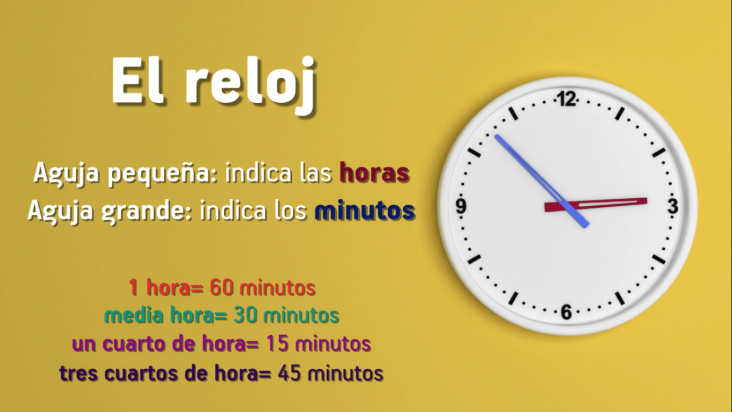 El reloj
Aguja pequeña: indica las horas
Aguja grande: indica los minutos
1 hora= 60 minutos
media hora= 30 minutos
un cuarto de hora= 15 minutos
tres cuartos de hora= 45 minutos
12
9
3
6